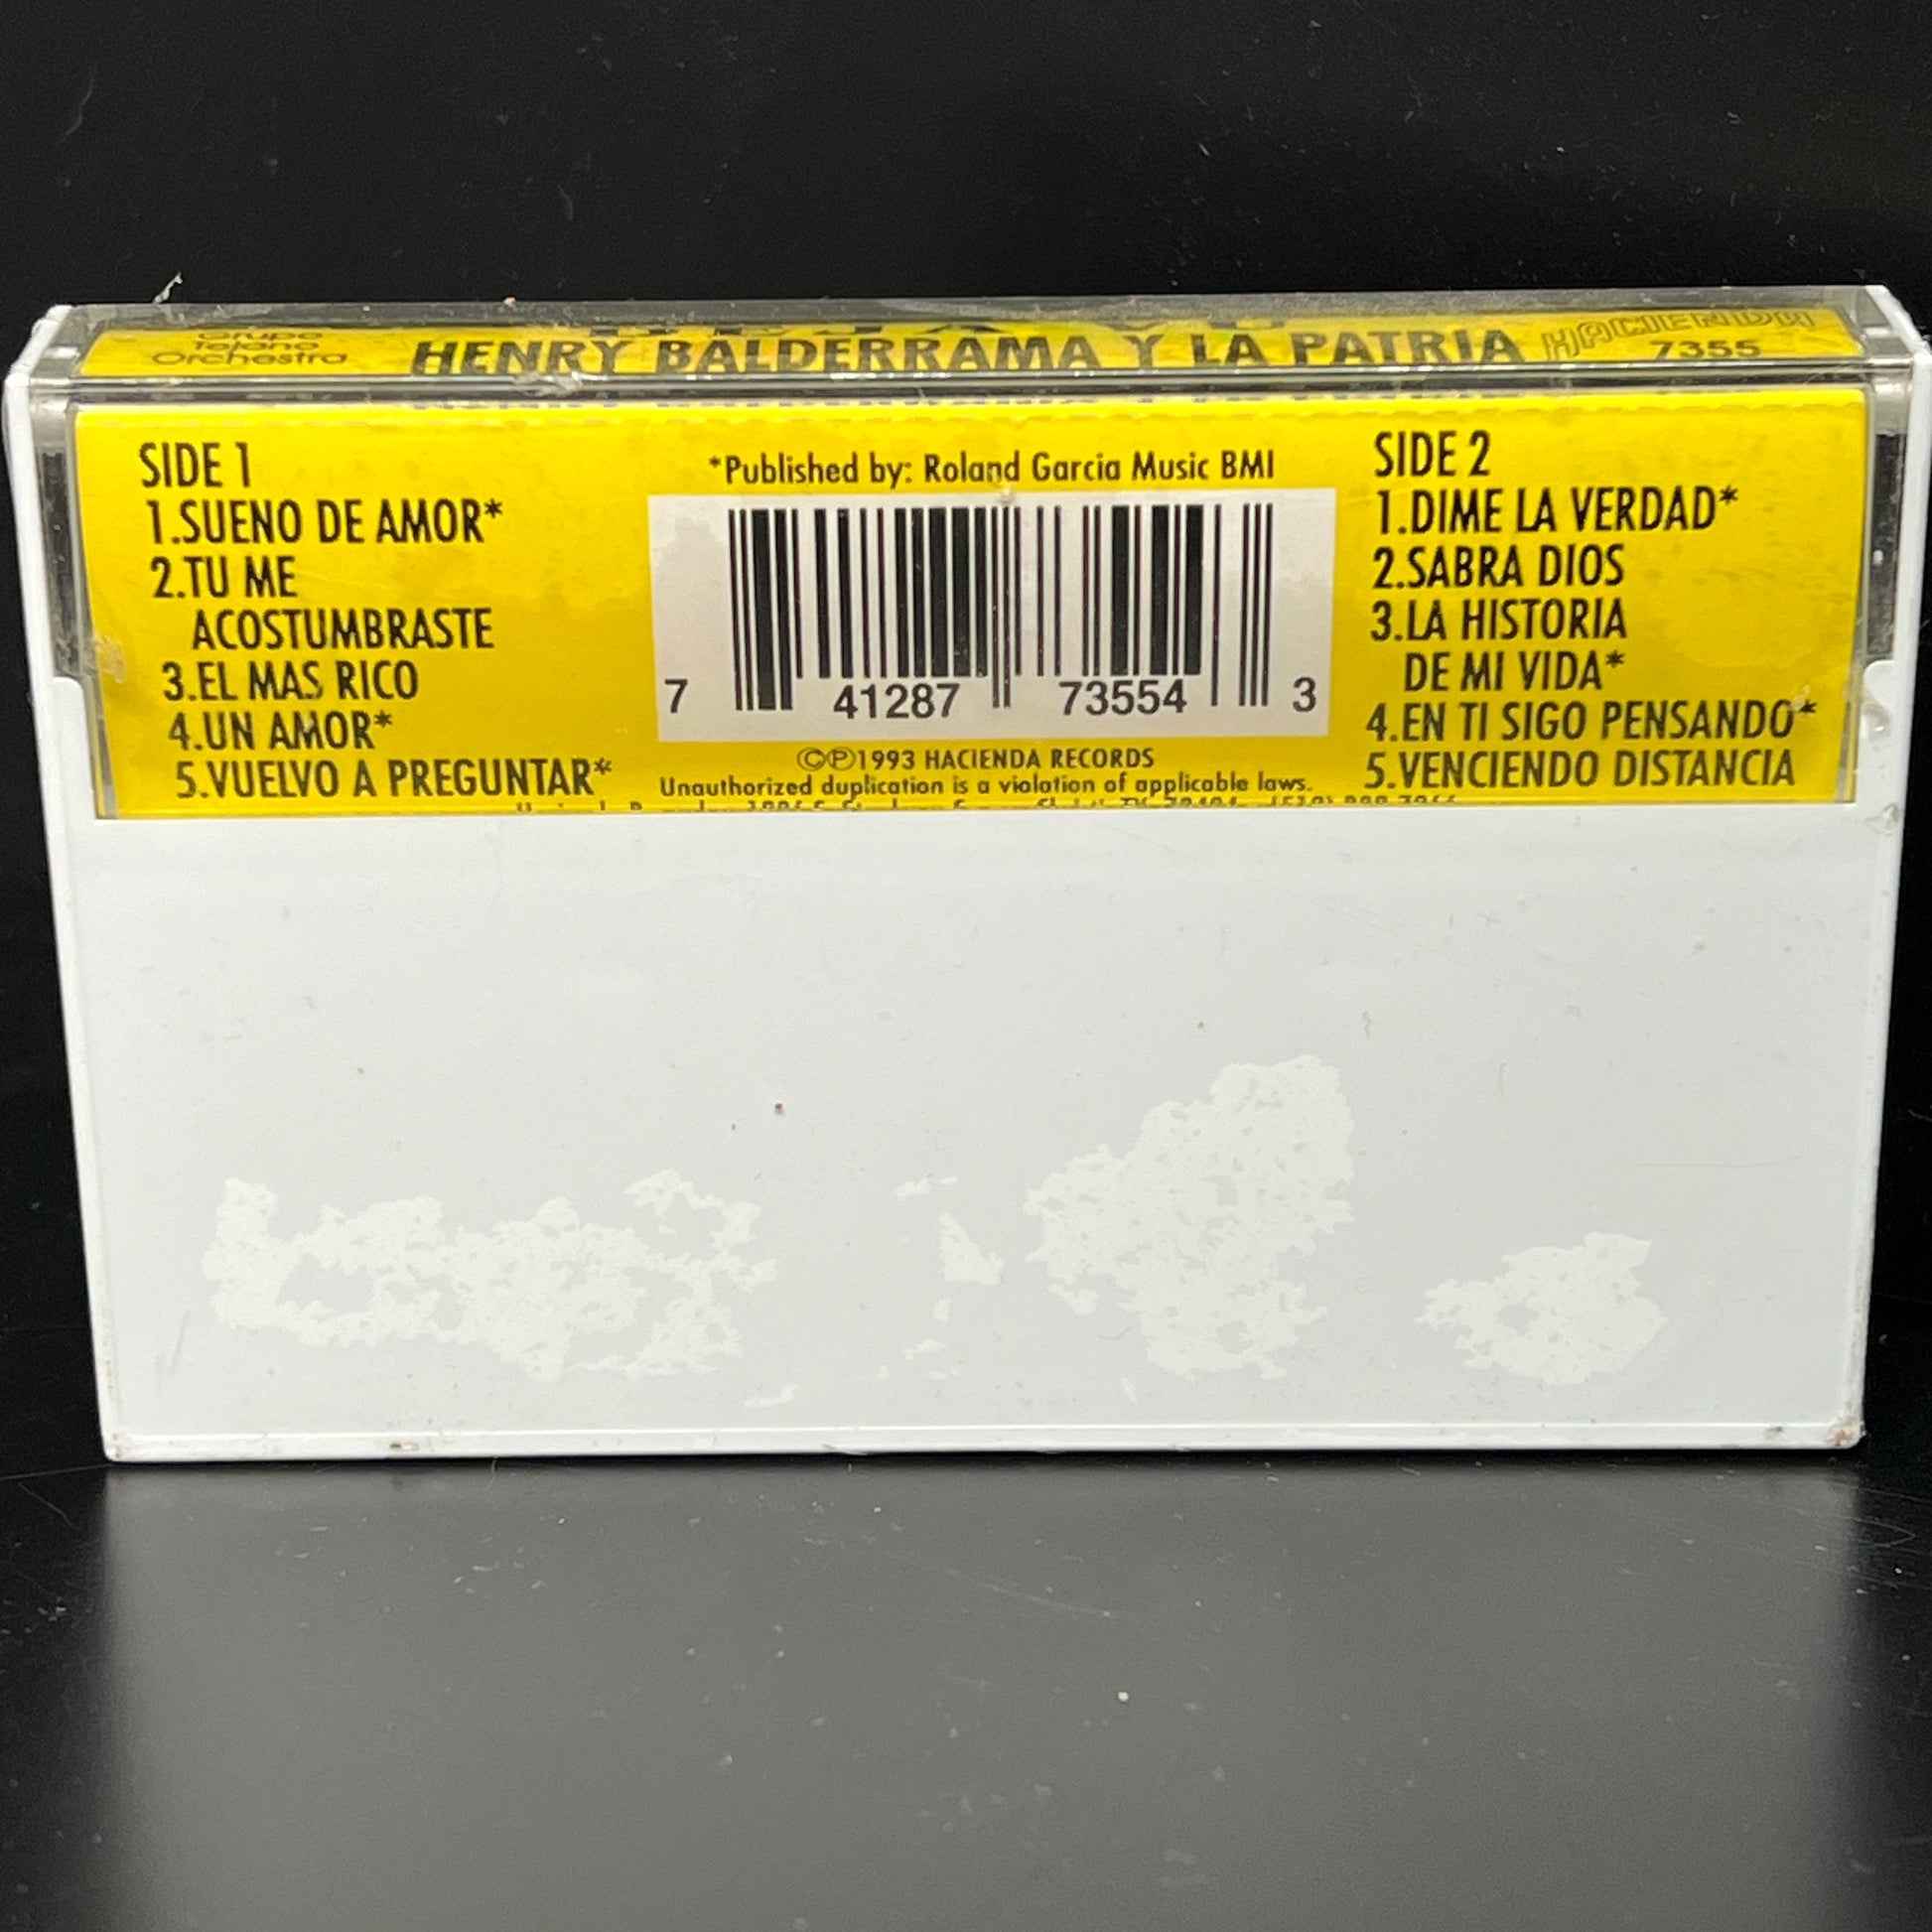 Grupo
Tejano
Orchestra
HENRY BALDERRAMA Y LA PATRIA
HACIENDA
7355
SIDE 1
1.SUENO DE AMOR*
2.TU ME
ACOSTUMBRASTE
3.EL MAS RICO
4.UN AMOR*
5.VUELVO A PREGUNTAR*
*Published by: Roland Garcia Music BMI
7 41287 73554 3
©℗1993 HACIENDA RECORDS
Unauthorized duplication is a violation of applicable laws.
SIDE 2
1.DIME LA VERDAD*
2.SABRA DIOS
3.LA HISTORIA
DE MI VIDA*
4.EN TI SIGO PENSANDO*
5.VENCIENDO DISTANCIA